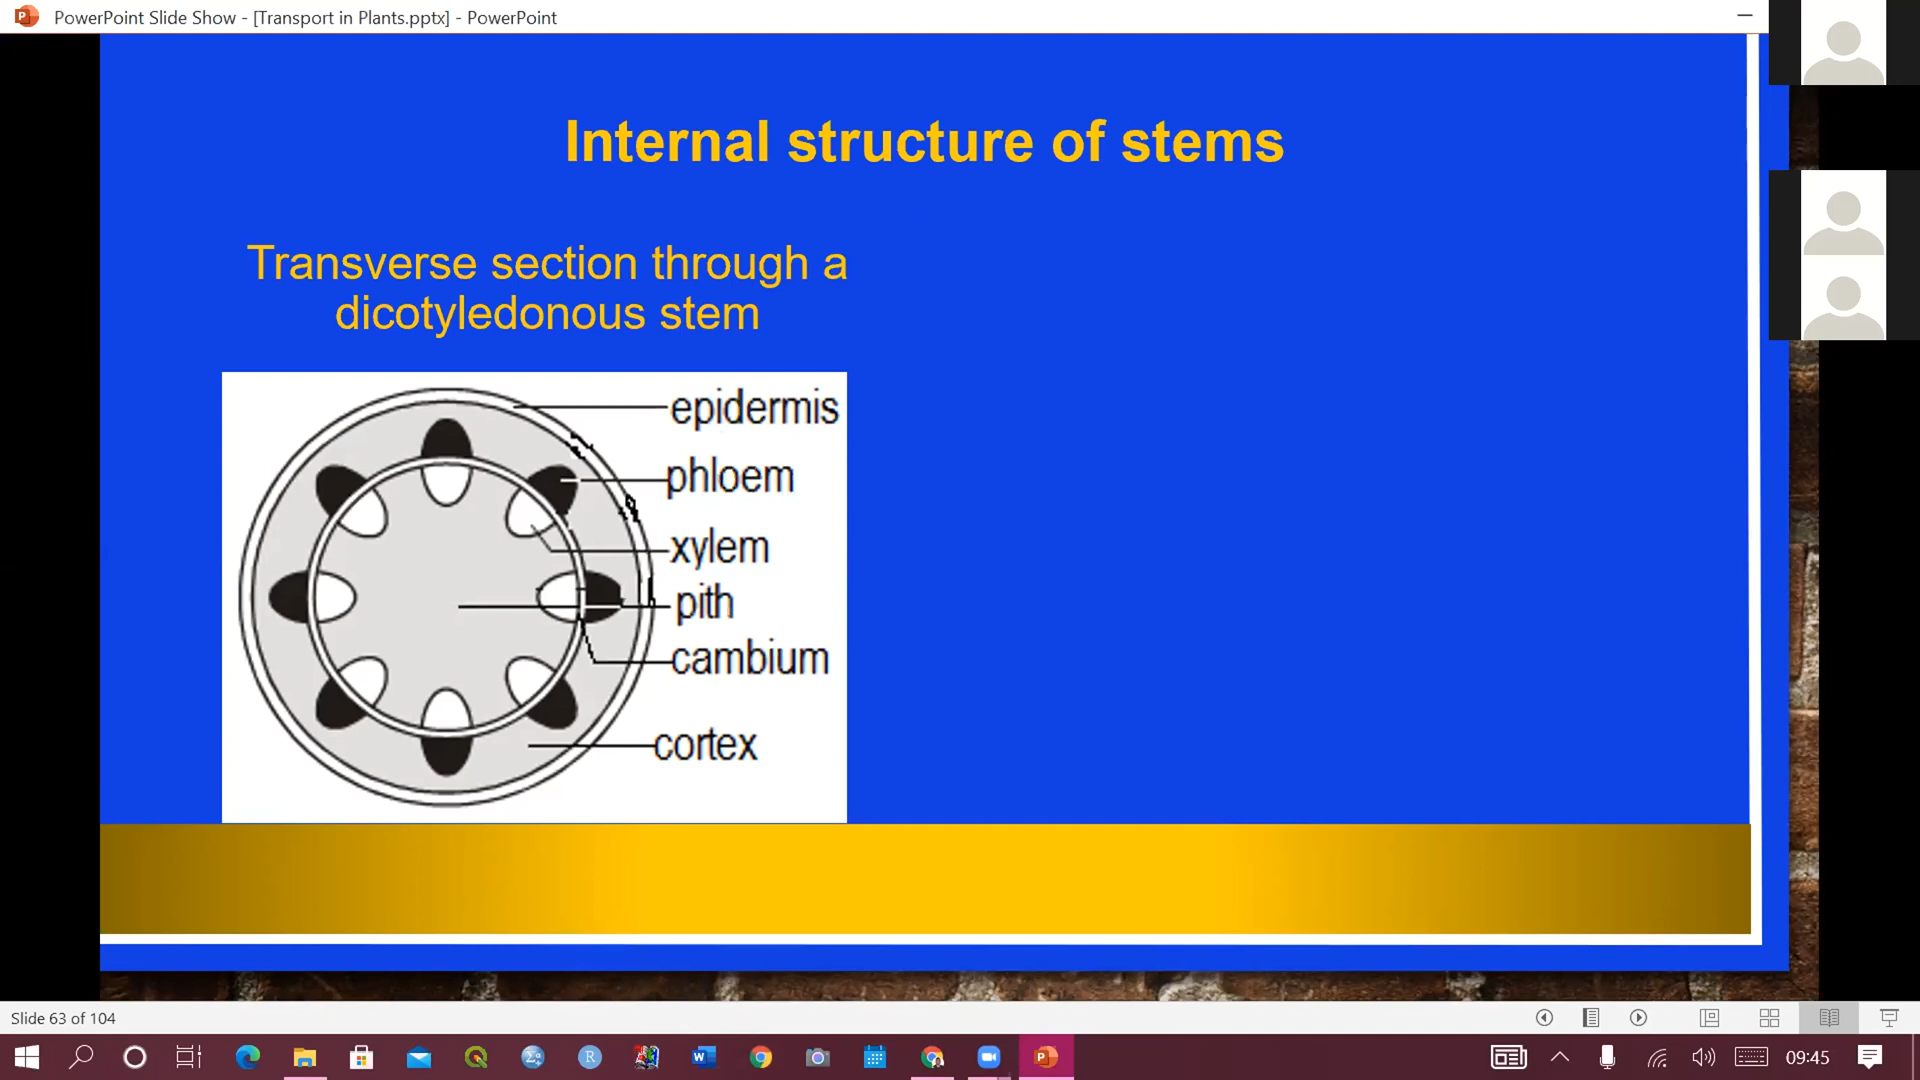 PowerPoint Slide Show - [Transport in Plants.pptx] - PowerPoint
Internal structure of stems
Transverse section through a
dicotyledonous stem
epidermis
phloem
xylem
pith
cambium
cortex
Slide 63 of 104
09:45